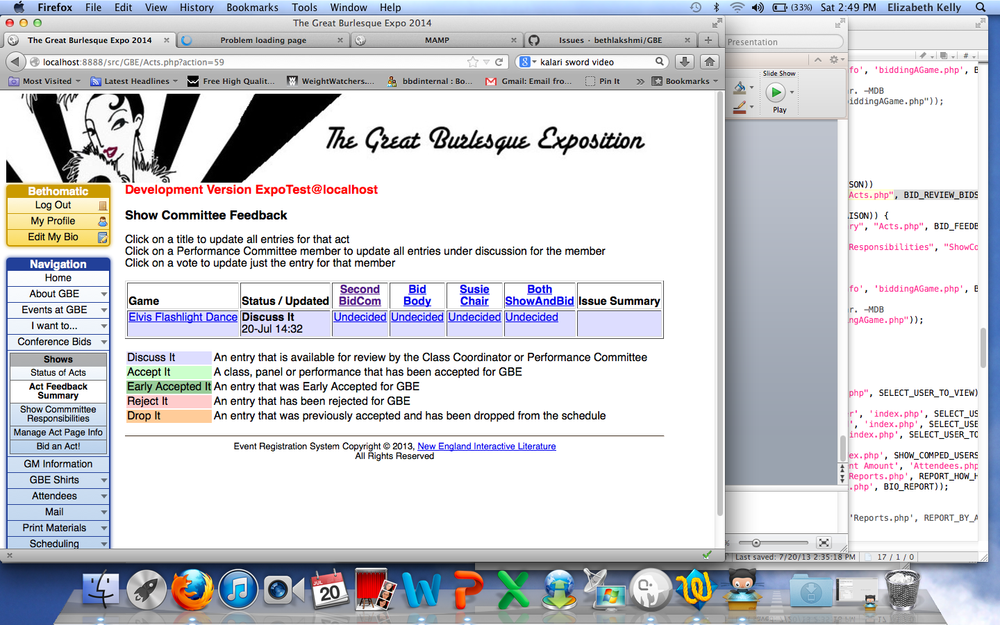 Firefox File Edit View History Bookmarks Tools Window Help (33%) Sat 2:49 PM Elizabeth Kelly
The Great Burlesque Expo 2014
The Great Burlesque Expo 2014 Problem loading page MAMP Issues · bethlakshmi/GBE
localhost:8888/src/GBE/Acts.php?action=59 kalari sword video
Most Visited Latest Headlines Free High Qualit... WeightWatchers.... bbdinternal : Bo... Gmail: Email fro... Pin It » Bookmarks
The Great Burlesque Exposition
Bethomatic
Log Out
My Profile
Edit My Bio
Navigation
Home
About GBE
Events at GBE
I want to...
Conference Bids
Shows
Status of Acts
Act Feedback
Summary
Show Commmittee
Responsibilities
Manage Act Page Info
Bid an Act!
GM Information
GBE Shirts
Attendees
Mail
Print Materials
Scheduling
Development Version ExpoTest@localhost
Show Committee Feedback
Click on a title to update all entries for that act
Click on a Performance Committee member to update all entries under discussion for the member
Click on a vote to update just the entry for that member
Game Status / Updated Second BidCom Bid Body Susie Chair Both ShowAndBid Issue Summary
Elvis Flashlight Dance Discuss It Undecided Undecided Undecided Undecided
20-Jul 14:32
Discuss It An entry that is available for review by the Class Coordinator or Performance Committee
Accept It A class, panel or performance that has been accepted for GBE
Early Accepted It An entry that was Early Accepted for GBE
Reject It An entry that has been rejected for GBE
Drop It An entry that was previously accepted and has been dropped from the schedule
Event Registration System Copyright © 2013, New England Interactive Literature
All Rights Reserved
Presentation
Slide Show
Play
%
fo', 'biddingAGame.php', B
ar. -MDB
biddingAGame.php"));
SON))
Acts.php", BID_REVIEW_BIDS
AISON)) {
ry", "Acts.php", BID_FEEDB
Responsibilities", "ShowCo
fo', 'biddingAGame.php', B
ar. -MDB
ngAGame.php"));
php", SELECT_USER_TO_VIEW)
r', 'index.php', SELECT_US
', 'index.php', SELECT_USE
index.php', SELECT_USER_TO
ex.php', SHOW_COMPED_USERS
nt Amount', 'Attendees.php
Reports.php', REPORT_HOW_H
.php', BIO_REPORT));
'Reports.php', REPORT_BY_A
Last saved: 7/20/13 2:35:18 PM 17 / 1 / 0
JUL
20